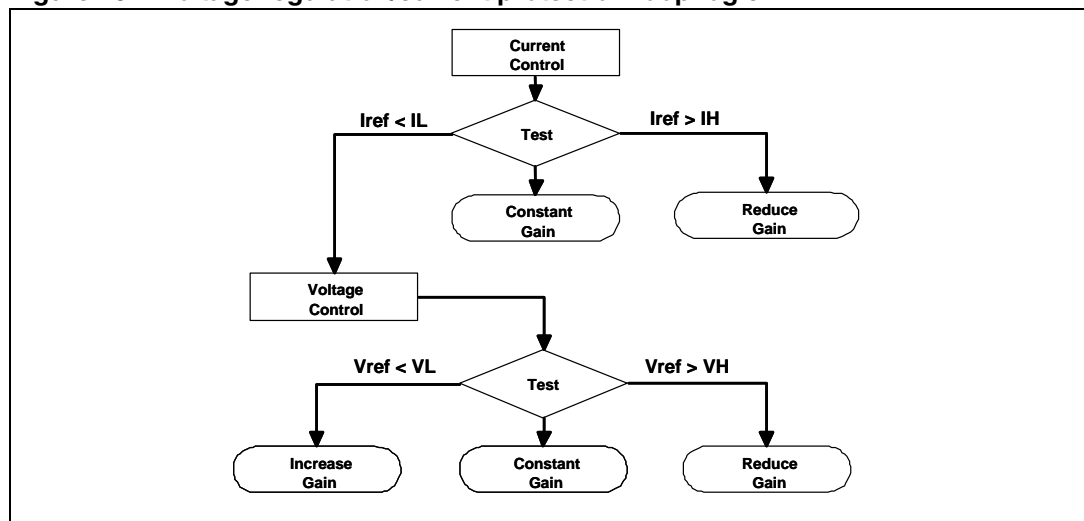 Current
Control
Iref < IL
Test
Iref > IH
Constant
Gain
Reduce
Gain
Voltage
Control
Vref < VL
Test
Vref > VH
Increase
Gain
Constant
Gain
Reduce
Gain